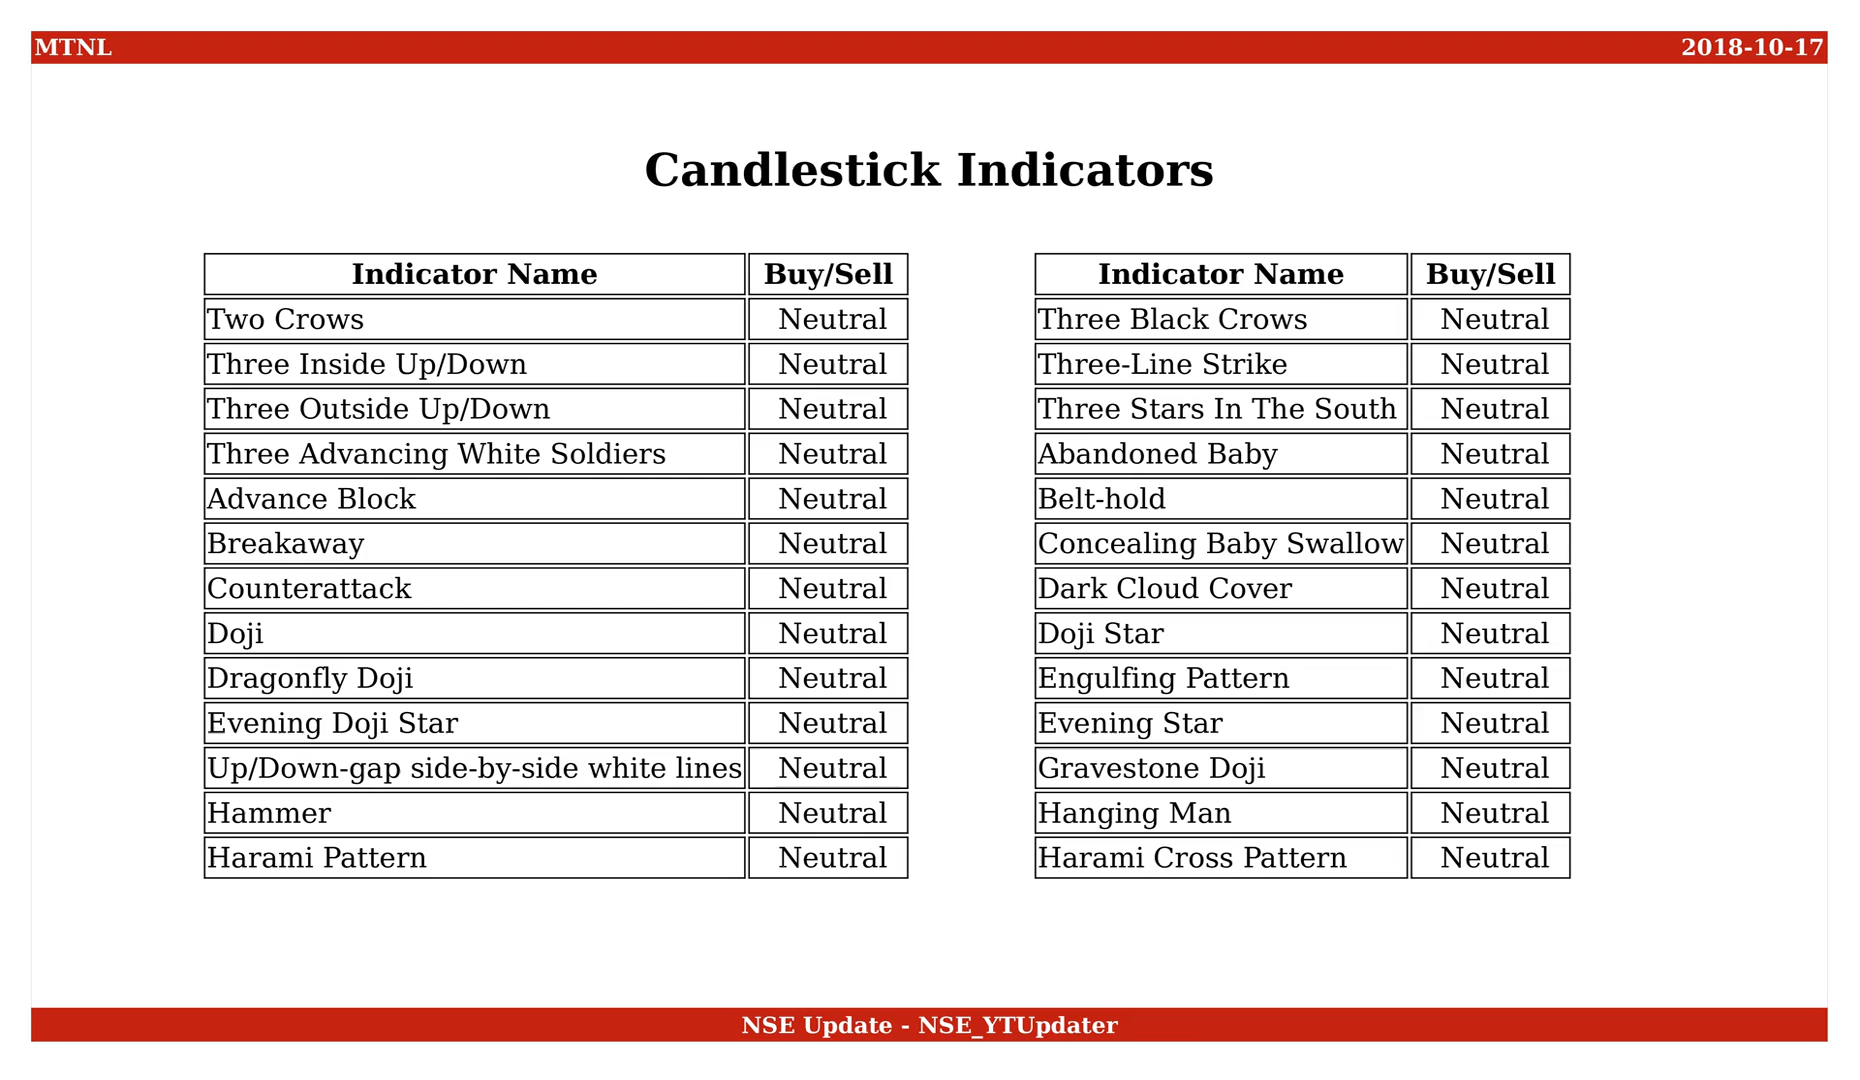 MTNL 2018-10-17
Candlestick Indicators
Indicator Name Buy/Sell
Two Crows Neutral
Three Inside Up/Down Neutral
Three Outside Up/Down Neutral
Three Advancing White Soldiers Neutral
Advance Block Neutral
Breakaway Neutral
Counterattack Neutral
Doji Neutral
Dragonfly Doji Neutral
Evening Doji Star Neutral
Up/Down-gap side-by-side white lines Neutral
Hammer Neutral
Harami Pattern Neutral
Indicator Name Buy/Sell
Three Black Crows Neutral
Three-Line Strike Neutral
Three Stars In The South Neutral
Abandoned Baby Neutral
Belt-hold Neutral
Concealing Baby Swallow Neutral
Dark Cloud Cover Neutral
Doji Star Neutral
Engulfing Pattern Neutral
Evening Star Neutral
Gravestone Doji Neutral
Hanging Man Neutral
Harami Cross Pattern Neutral
NSE Update - NSE_YTUpdater